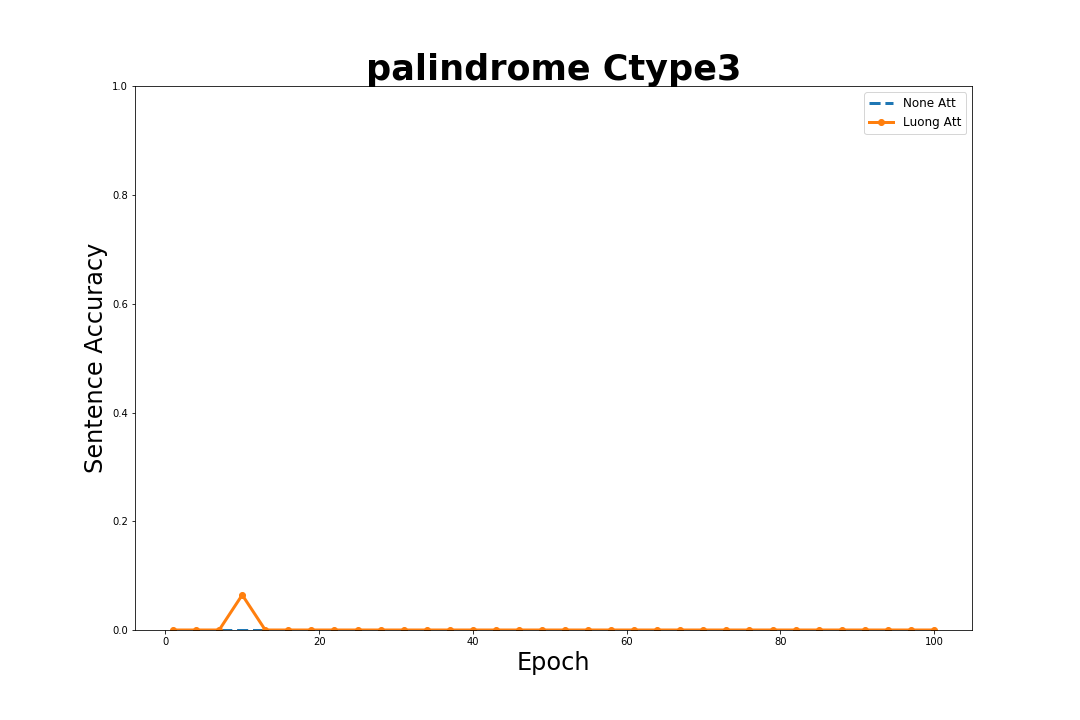 palindrome Ctype3
None Att
Luong Att
Sentence Accuracy
1.0
0.8
0.6
0.4
0.2
0.0
0 20 40 60 80 100
Epoch